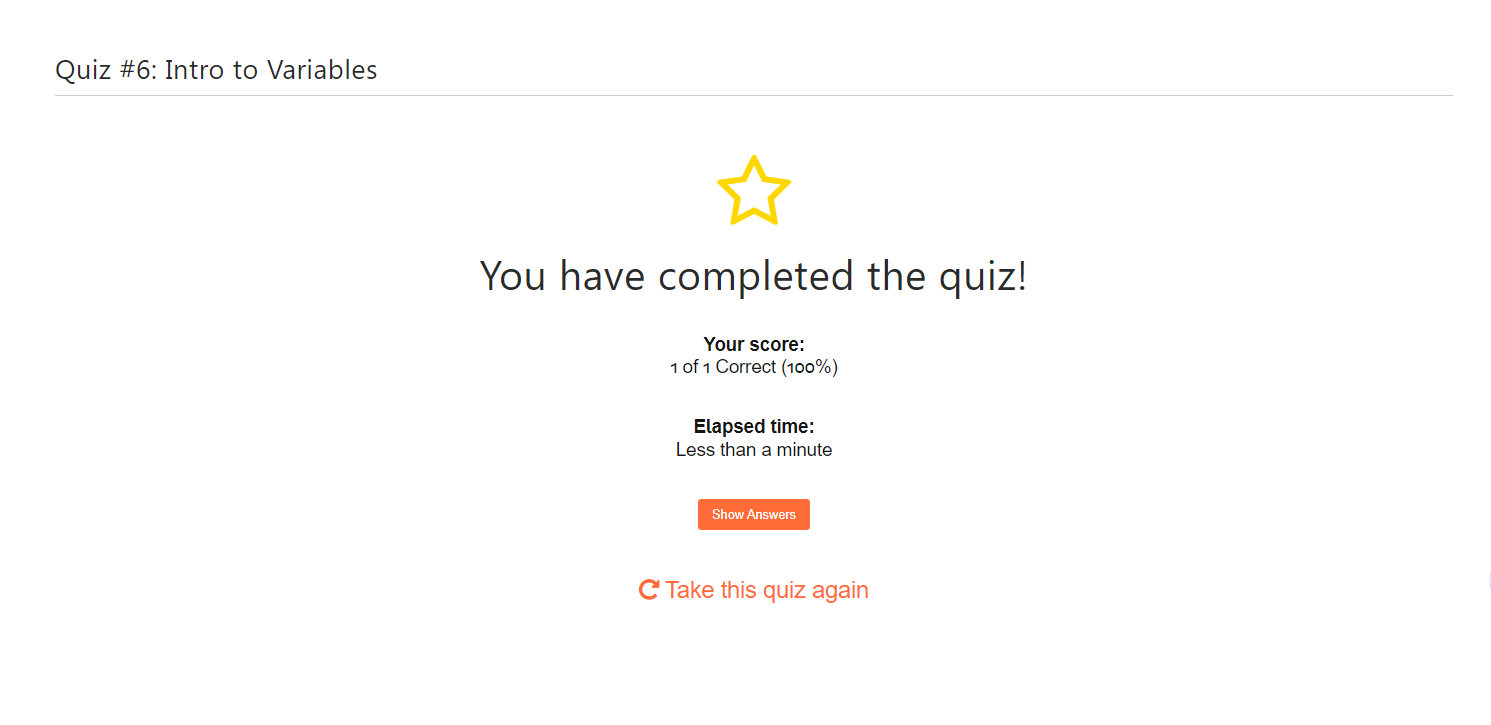 Quiz #6: Intro to Variables
You have completed the quiz!
Your score:
1 of 1 Correct (100%)
Elapsed time:
Less than a minute
Show Answers
Take this quiz again